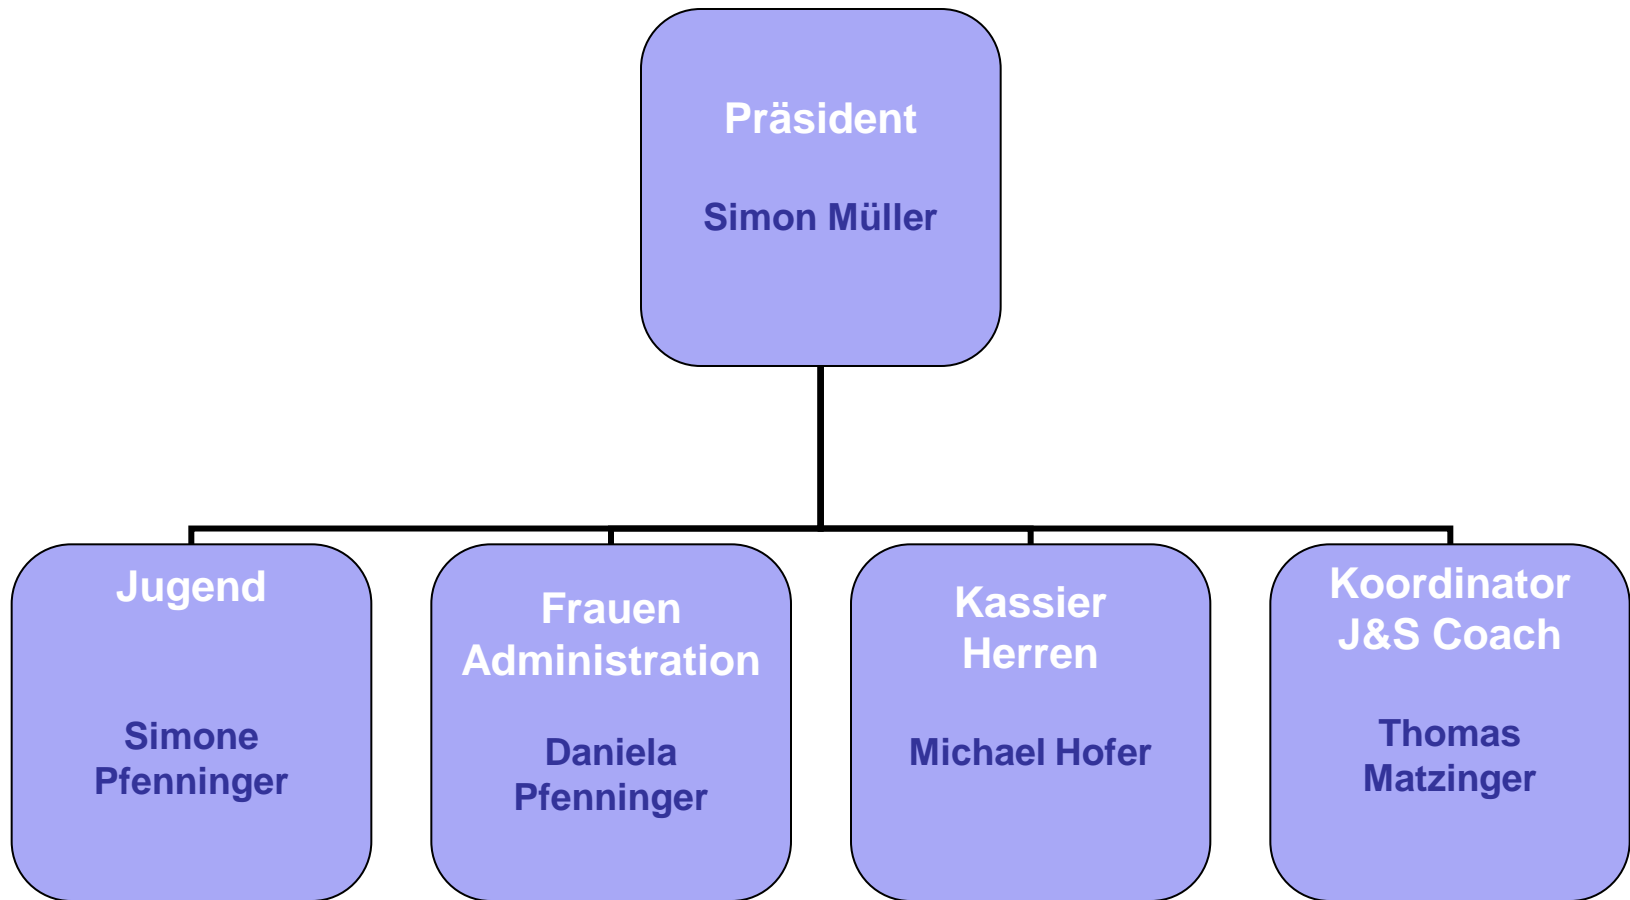 Präsident
Simon Müller
Jugend
Simone
Pfenninger
Frauen
Administration
Daniela
Pfenninger
Kassier
Herren
Michael Hofer
Koordinator
J&S Coach
Thomas
Matzinger